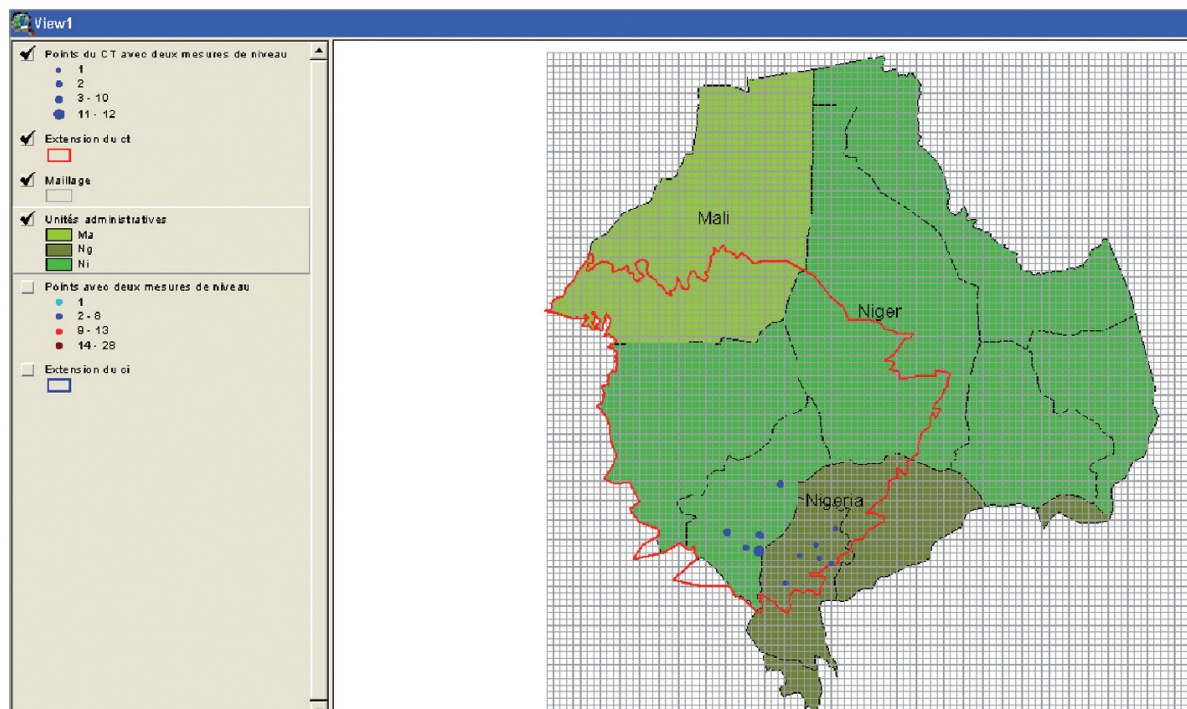 View1
Points du CT avec deux mesures de niveau
1
2
3 - 10
11 - 12
Extension du ct
Maillage
Unités administratives
Ma
Ng
Ni
Points avec deux mesures de niveau
1
2 - 8
9 - 13
14 - 28
Extension du ci
Mali
Niger
Nigeria